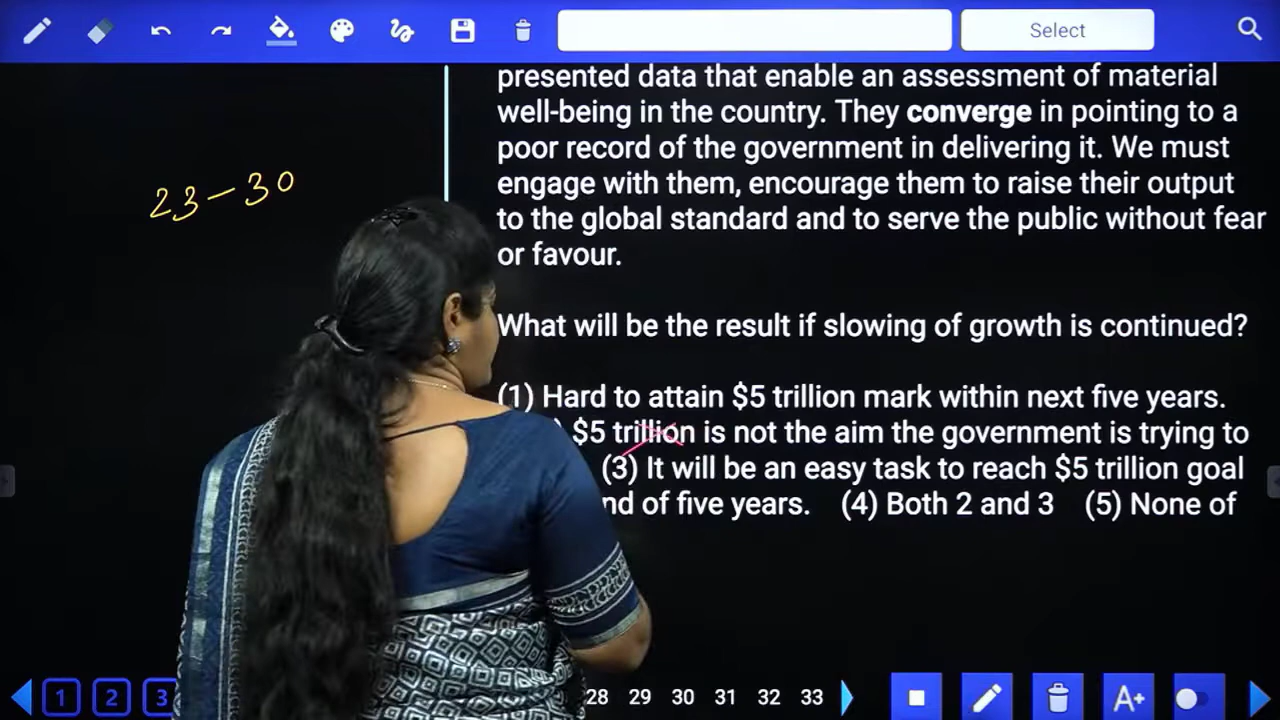 Select
presented data that enable an assessment of material
well-being in the country. They converge in pointing to a
poor record of the government in delivering it. We must
engage with them, encourage them to raise their output
to the global standard and to serve the public without fear
or favour.
23-30
What will be the result if slowing of growth is continued?
(1) Hard to attain $5 trillion mark within next five years.
) $5 trillion is not the aim the government is trying to
(3) It will be an easy task to reach $5 trillion goal
nd of five years. (4) Both 2 and 3 (5) None of
1 2 3 28 29 30 31 32 33 A+